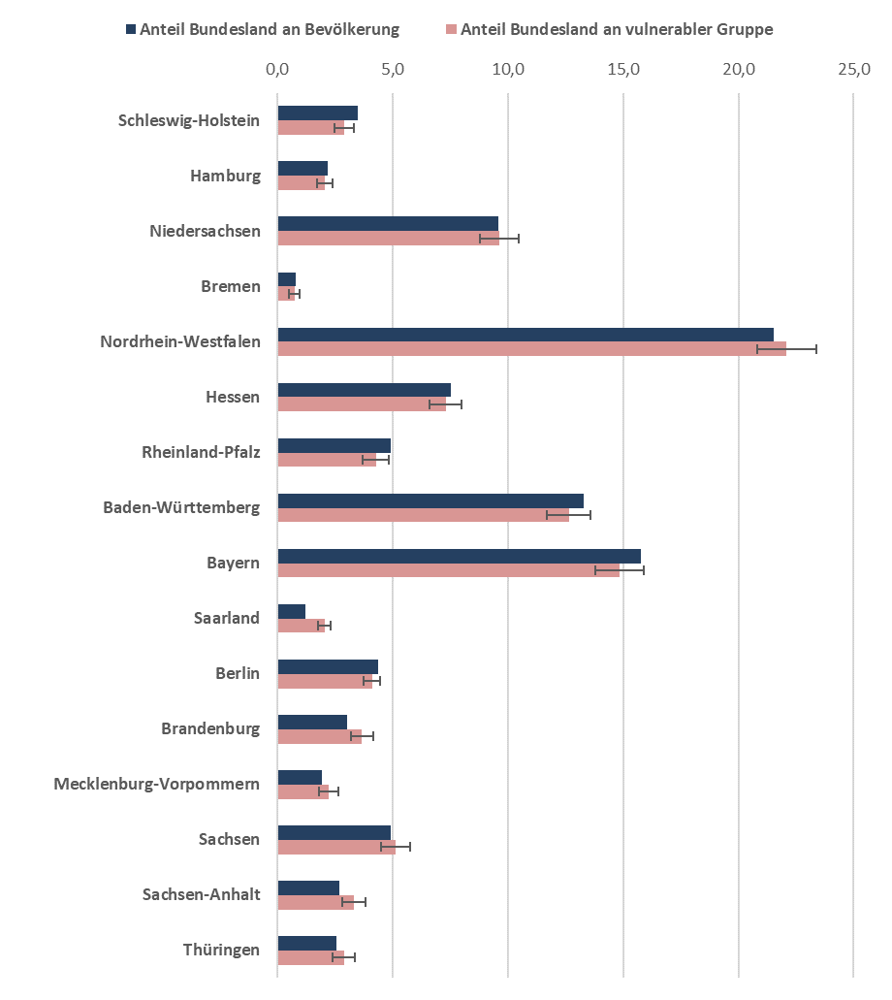 Anteil Bundesland an Bevölkerung Anteil Bundesland an vulnerabler Gruppe
0,0 5,0 10,0 15,0 20,0 25,0
Schleswig-Holstein
Hamburg
Niedersachsen
Bremen
Nordrhein-Westfalen
Hessen
Rheinland-Pfalz
Baden-Württemberg
Bayern
Saarland
Berlin
Brandenburg
Mecklenburg-Vorpommern
Sachsen
Sachsen-Anhalt
Thüringen